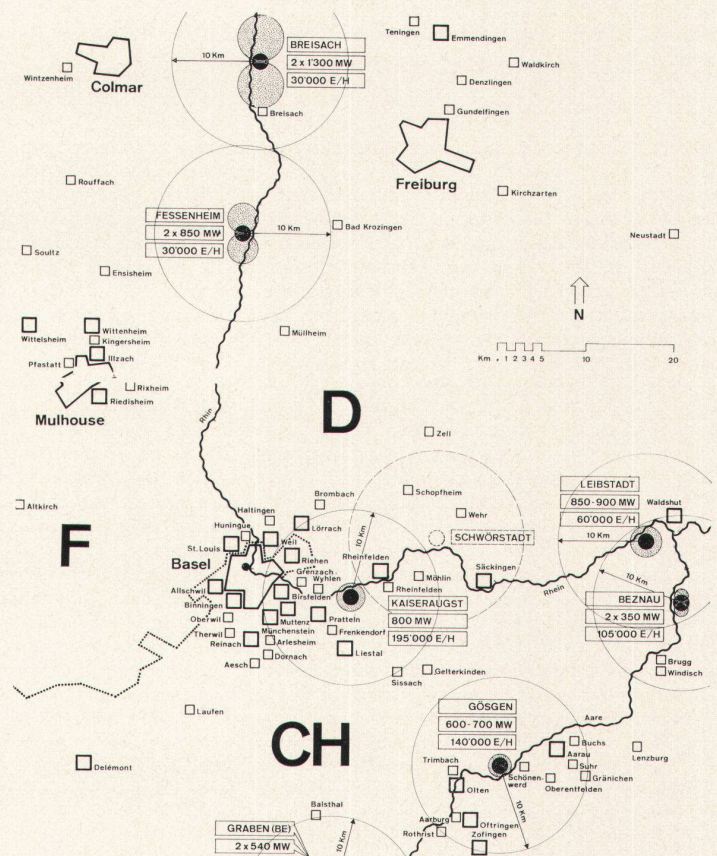 Teningen
Emmendingen
BREISACH
10 Km
2 x 1'300 MW
30'000 E/H
Wintzenheim
Colmar
Waldkirch
Denzlingen
Gundelfingen
Breisach
Freiburg
Rouffach
Kirchzarten
FESSENHEIM
2 x 850 MW
30'000 E/H
10 Km
Bad Krozingen
Neustadt
Soultz
Ensisheim
N
Wittelsheim
Wittenheim
Kingersheim
Illzach
Pfastatt
Müllheim
Km . 1 2 3 4 5 10 20
Rixheim
Riedisheim
Mulhouse
D
Rhin
Zell
Altkirch
F
Schopfheim
Wehr
LEIBSTADT
850-900 MW
60'000 E/H
Waldshut
10 Km
Brombach
Haltingen
Lörrach
Huningue
St. Louis
Weil
Riehen
10 Km
SCHWÖRSTADT
Basel
Grenzach
Wyhlen
Rheinfelden
Möhlin
Säckingen
Rheinfelden
Rhein
10 Km
Allschwil
Birsfelden
Binningen
KAISERAUGST
800 MW
195'000 E/H
BEZNAU
2 x 350 MW
105'000 E/H
Oberwil
Muttenz
Pratteln
Therwil
Münchenstein
Frenkendorf
Reinach
Arlesheim
Liestal
Dornach
Aesch
Sissach
Gelterkinden
Brugg
Windisch
Laufen
CH
GÖSGEN
600-700 MW
140'000 E/H
Aare
Delémont
Trimbach
Buchs
Aarau
Suhr
Lenzburg
Schönen-
werd
Gränichen
Oberentfelden
Olten
Balsthal
10 Km
Aarburg
Oftringen
Rothrist
Zofingen
GRABEN (BE)
2 x 540 MW
10 Km